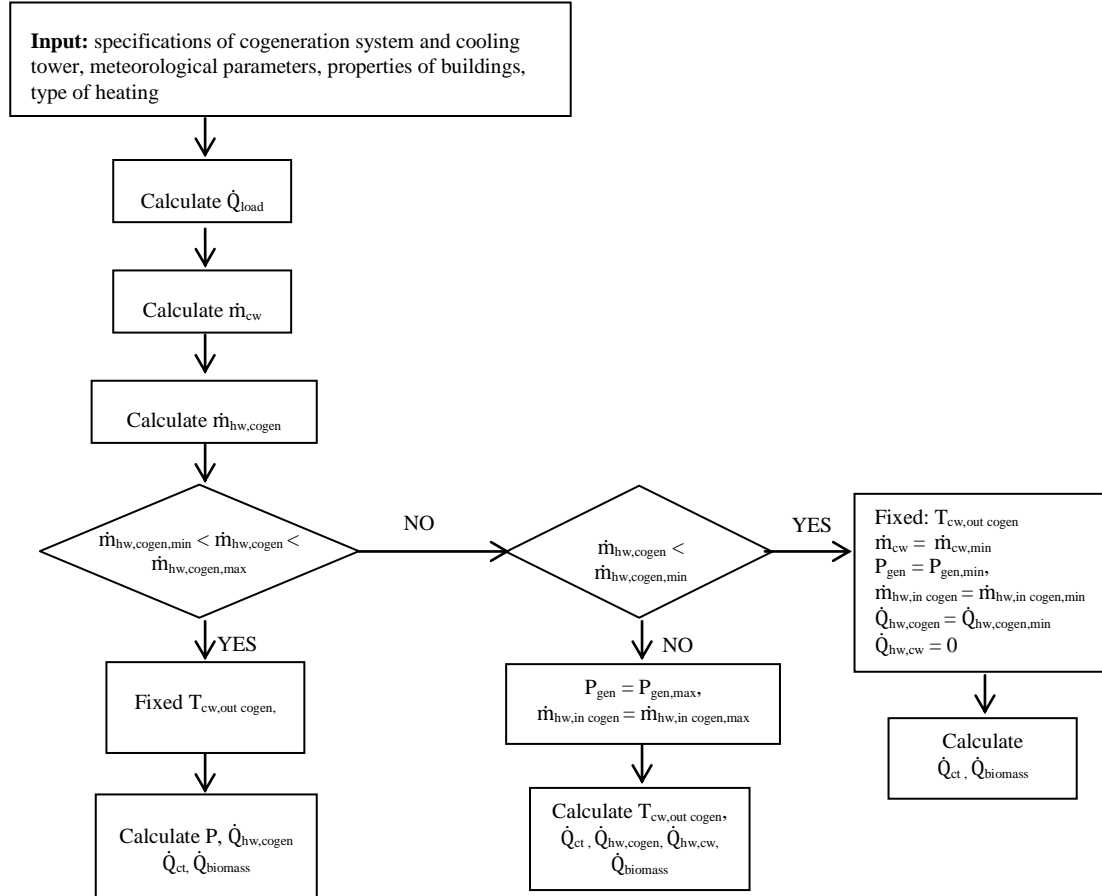 Input: specifications of cogeneration system and cooling
tower, meteorological parameters, properties of buildings,
type of heating
Calculate Q̇load
Calculate ṁcw
Calculate ṁhw,cogen
ṁhw,cogen,min < ṁhw,cogen <
ṁhw,cogen,max
NO
YES
Fixed Tcw,out cogen,
Calculate P, Q̇hw,cogen
Q̇ct, Q̇biomass
ṁhw,cogen <
ṁhw,cogen,min
YES
NO
Pgen = Pgen,max,
ṁhw,in cogen = ṁhw,in cogen,max
Calculate Tcw,out cogen,
Q̇ct , Q̇hw,cogen, Q̇hw,cw,
Q̇biomass
Fixed: Tcw,out cogen
ṁcw = ṁcw,min
Pgen = Pgen,min,
ṁhw,in cogen = ṁhw,in cogen,min
Q̇hw,cogen = Q̇hw,cogen,min
Q̇hw,cw = 0
Calculate
Q̇ct , Q̇biomass